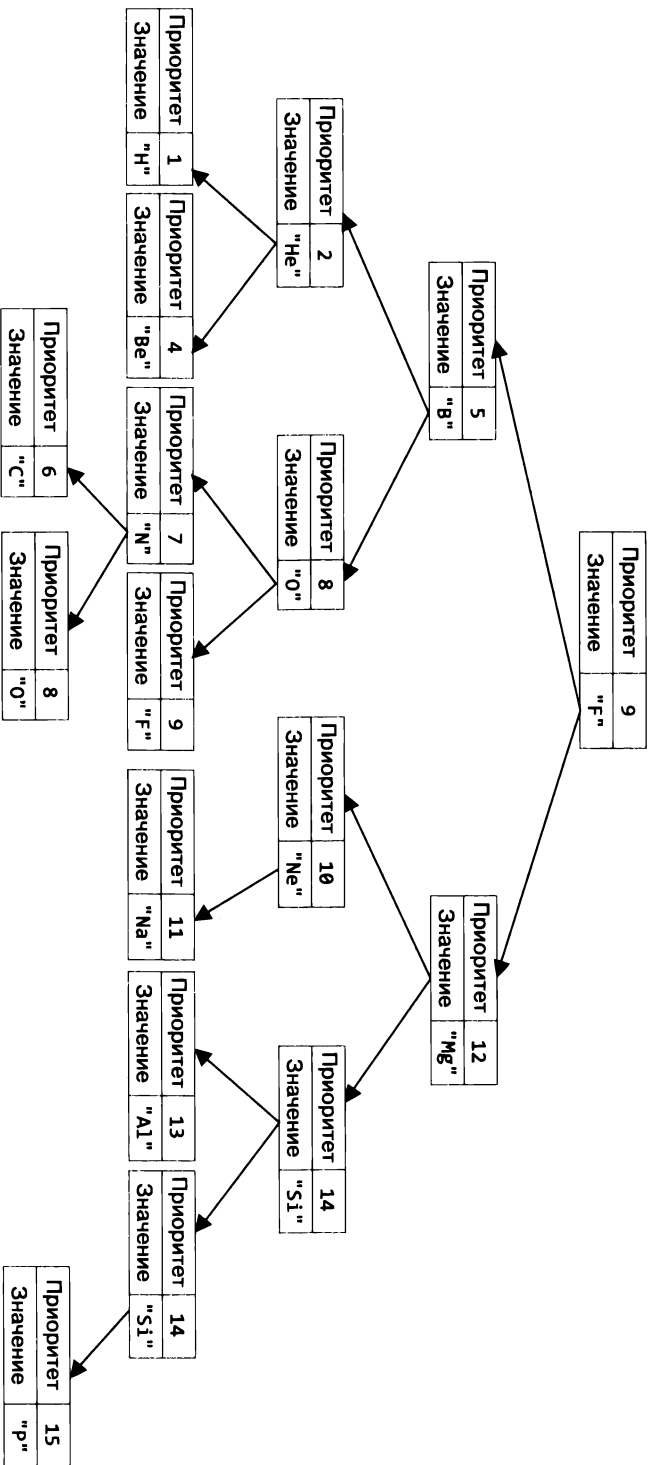 Приоритет 9
Значение "F"
Приоритет 5
Значение "B"
Приоритет 12
Значение "Mg"
Приоритет 2
Значение "He"
Приоритет 8
Значение "O"
Приоритет 10
Значение "Ne"
Приоритет 14
Значение "Si"
Приоритет 1
Значение "H"
Приоритет 4
Значение "Be"
Приоритет 7
Значение "N"
Приоритет 9
Значение "F"
Приоритет 11
Значение "Na"
Приоритет 13
Значение "Al"
Приоритет 14
Значение "Si"
Приоритет 6
Значение "C"
Приоритет 8
Значение "O"
Приоритет 15
Значение "P"